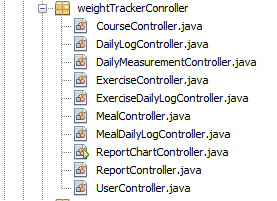 weightTrackerConroller
CourseController.java
DailyLogController.java
DailyMeasurementController.java
ExerciseController.java
ExerciseDailyLogController.java
MealController.java
MealDailyLogController.java
ReportChartController.java
ReportController.java
UserController.java